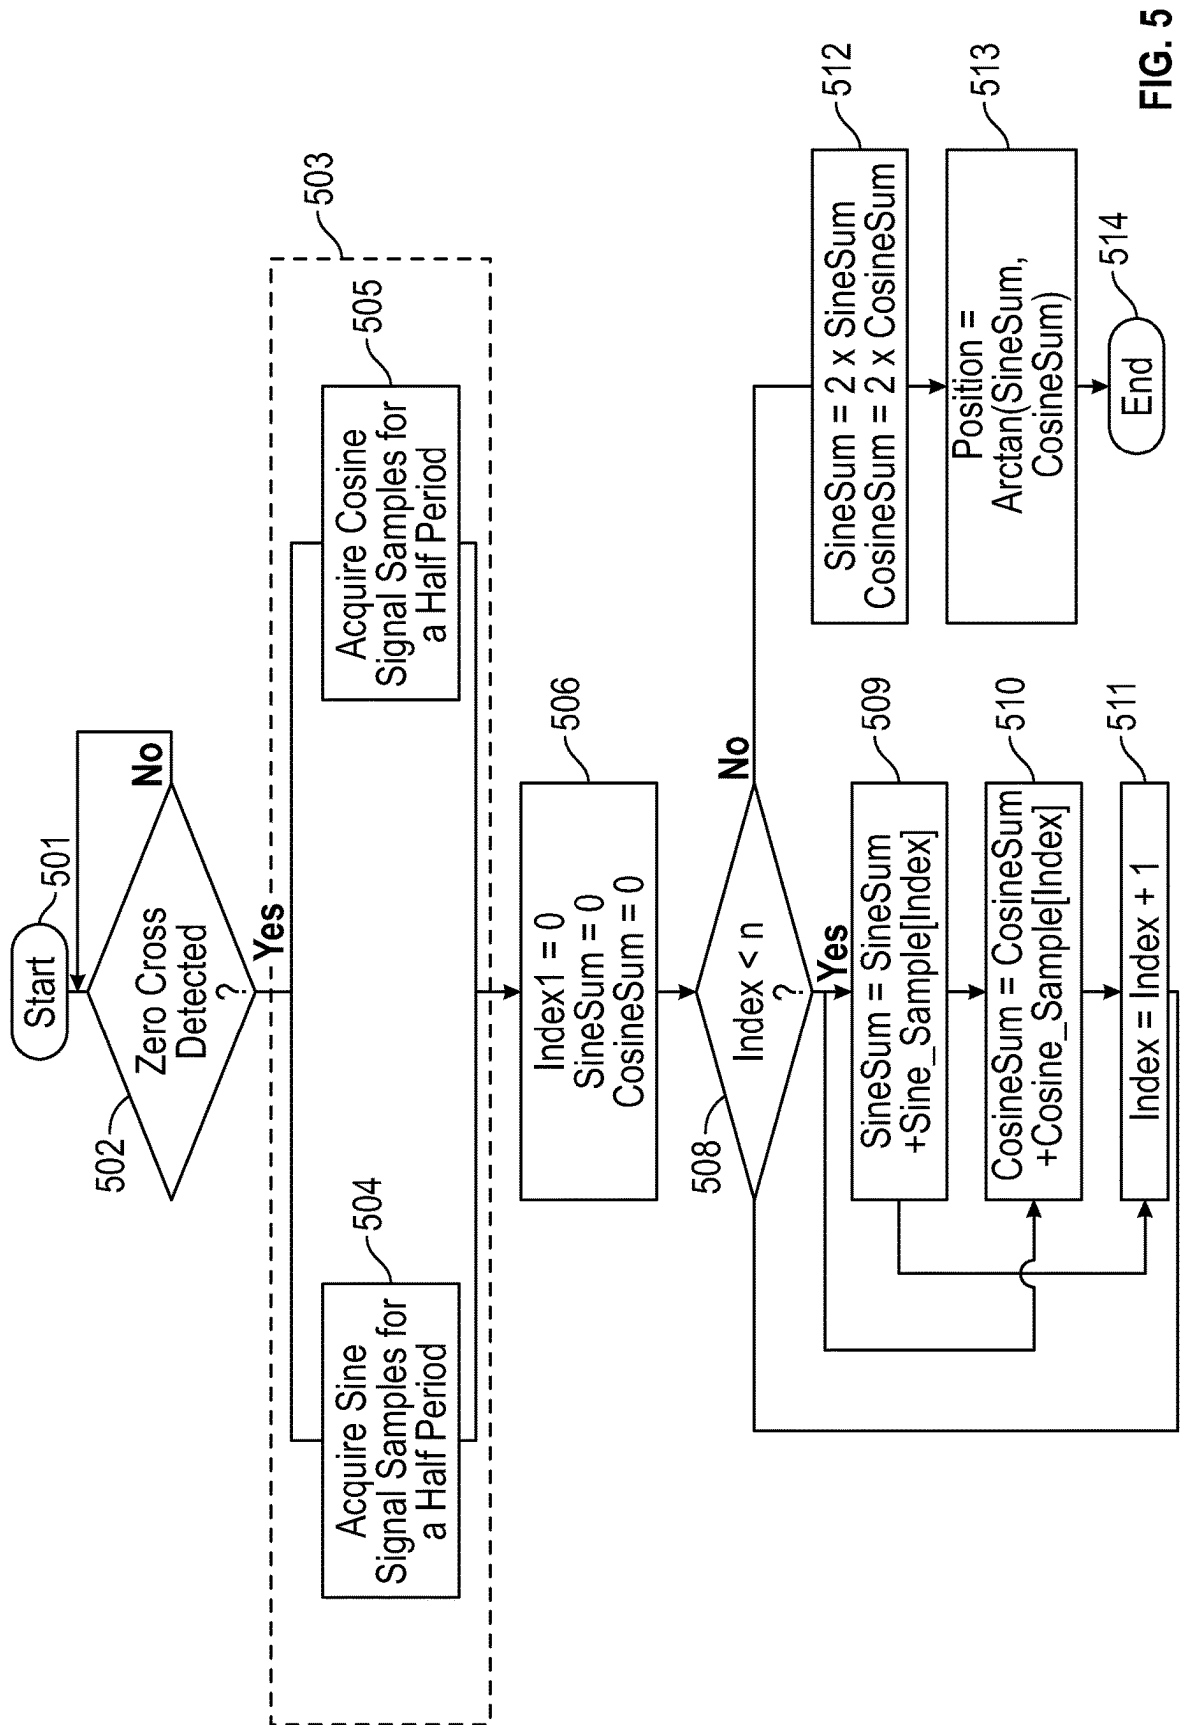 Start
501
Zero Cross
Detected
?
502
No
Yes
503
Acquire Sine
Signal Samples for
a Half Period
504
Acquire Cosine
Signal Samples for
a Half Period
505
Index1 = 0
SineSum = 0
CosineSum = 0
506
Index < n
?
508
No
Yes
SineSum = SineSum
+Sine_Sample[Index]
509
CosineSum = CosineSum
+Cosine_Sample[Index]
510
Index = Index + 1
511
SineSum = 2 x SineSum
CosineSum = 2 x CosineSum
512
Position =
Arctan(SineSum,
CosineSum)
513
End
514
FIG. 5